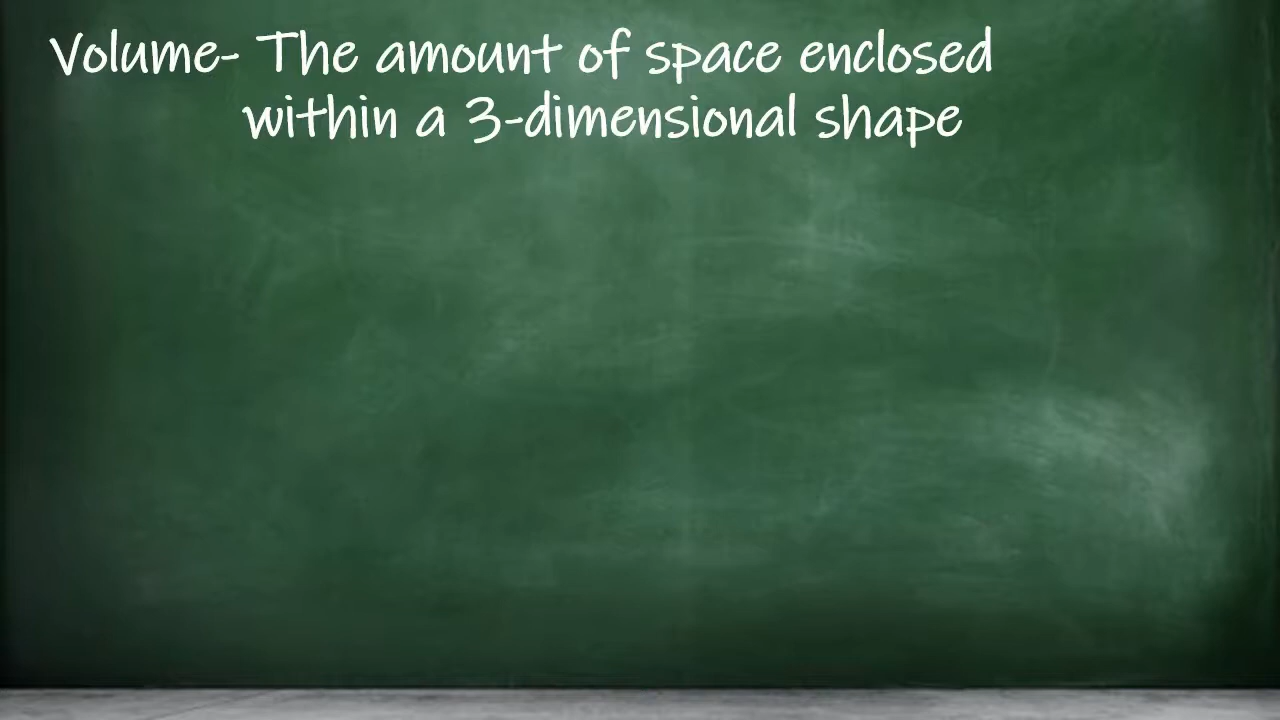 Volume- The amount of space enclosed
within a 3-dimensional shape